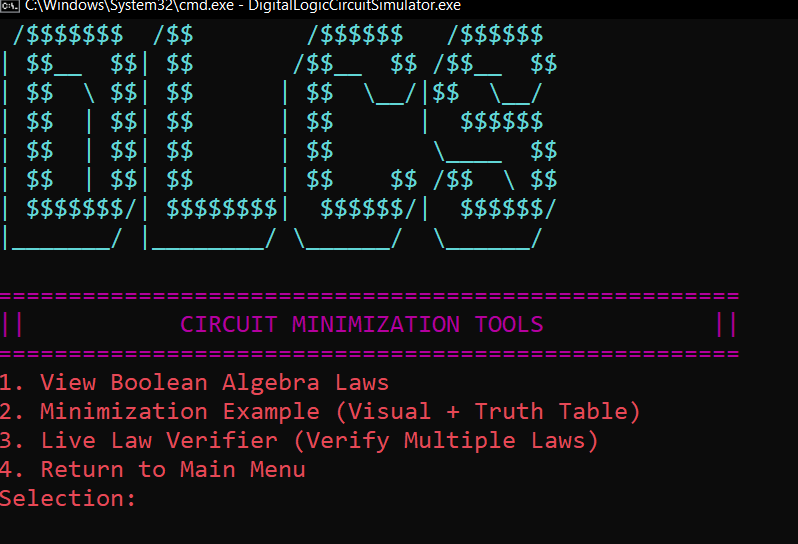 C:\Windows\System32\cmd.exe - DigitalLogicCircuitSimulator.exe
 /$$$$$$$  /$$        /$$$$$$   /$$$$$$
| $$__  $$| $$       /$$__  $$ /$$__  $$
| $$  \ $$| $$      | $$  \__/|$$  \__/
| $$  | $$| $$      | $$      |  $$$$$$
| $$  | $$| $$      | $$       \____  $$
| $$  | $$| $$      | $$    $$ /$$  \ $$
| $$$$$$$/| $$$$$$$$|  $$$$$$/|  $$$$$$/
|_______/ |________/ \______/  \______/
=====================================================
||           CIRCUIT MINIMIZATION TOOLS            ||
=====================================================
1. View Boolean Algebra Laws
2. Minimization Example (Visual + Truth Table)
3. Live Law Verifier (Verify Multiple Laws)
4. Return to Main Menu
Selection: